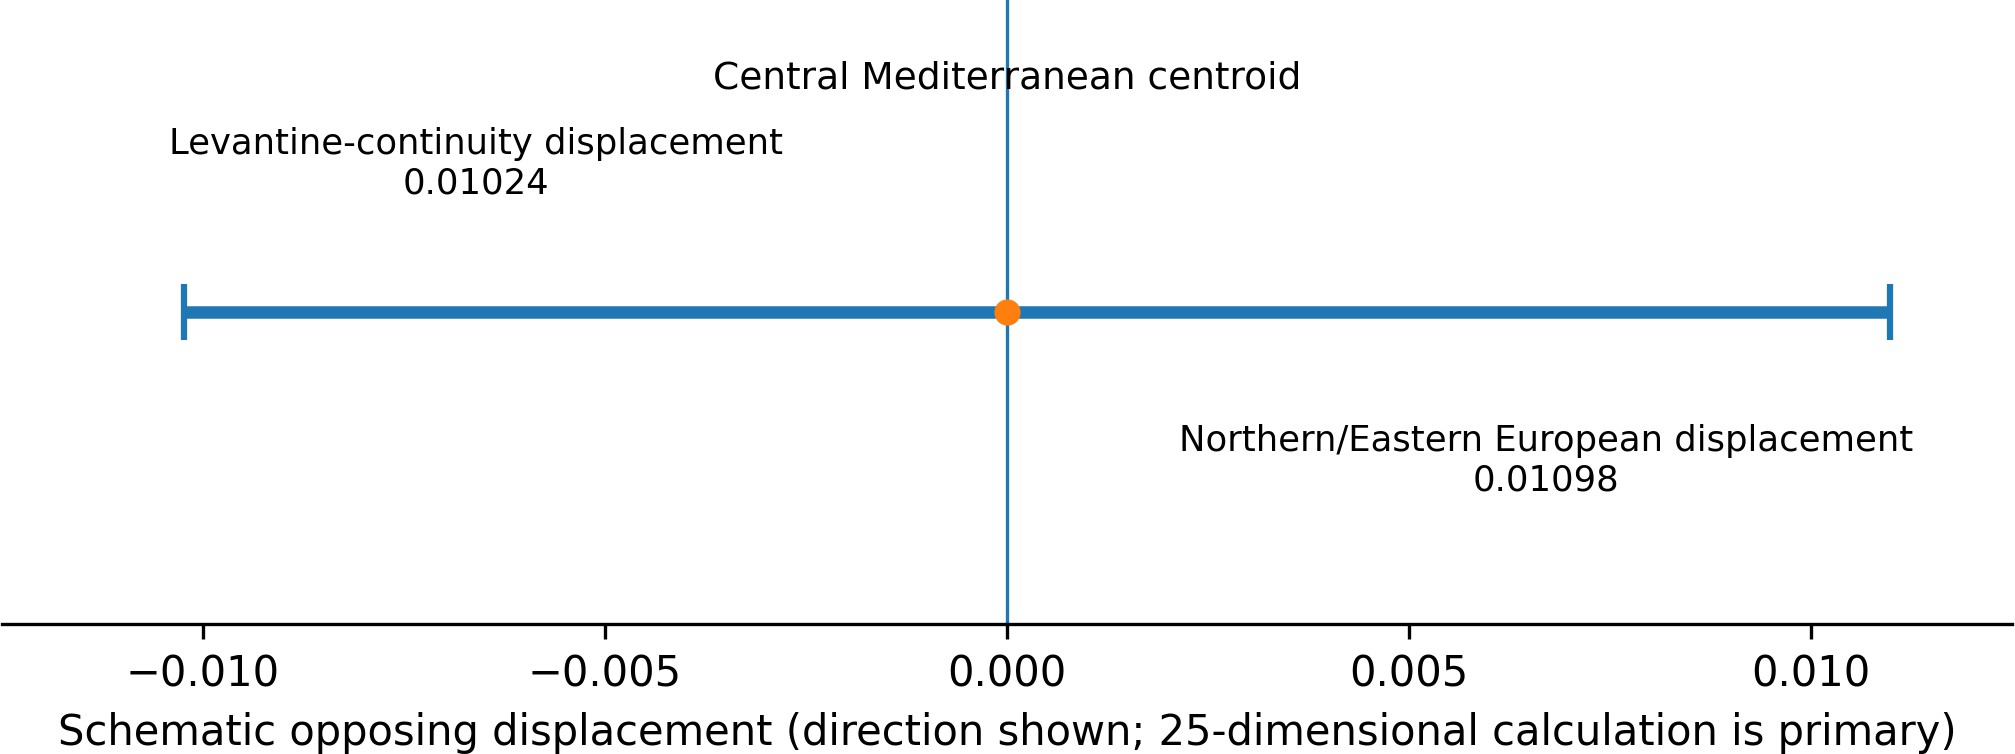 Central Mediterranean centroid
Levantine-continuity displacement
0.01024
Northern/Eastern European displacement
0.01098
−0.010
−0.005
0.000
0.005
0.010
Schematic opposing displacement (direction shown; 25-dimensional calculation is primary)